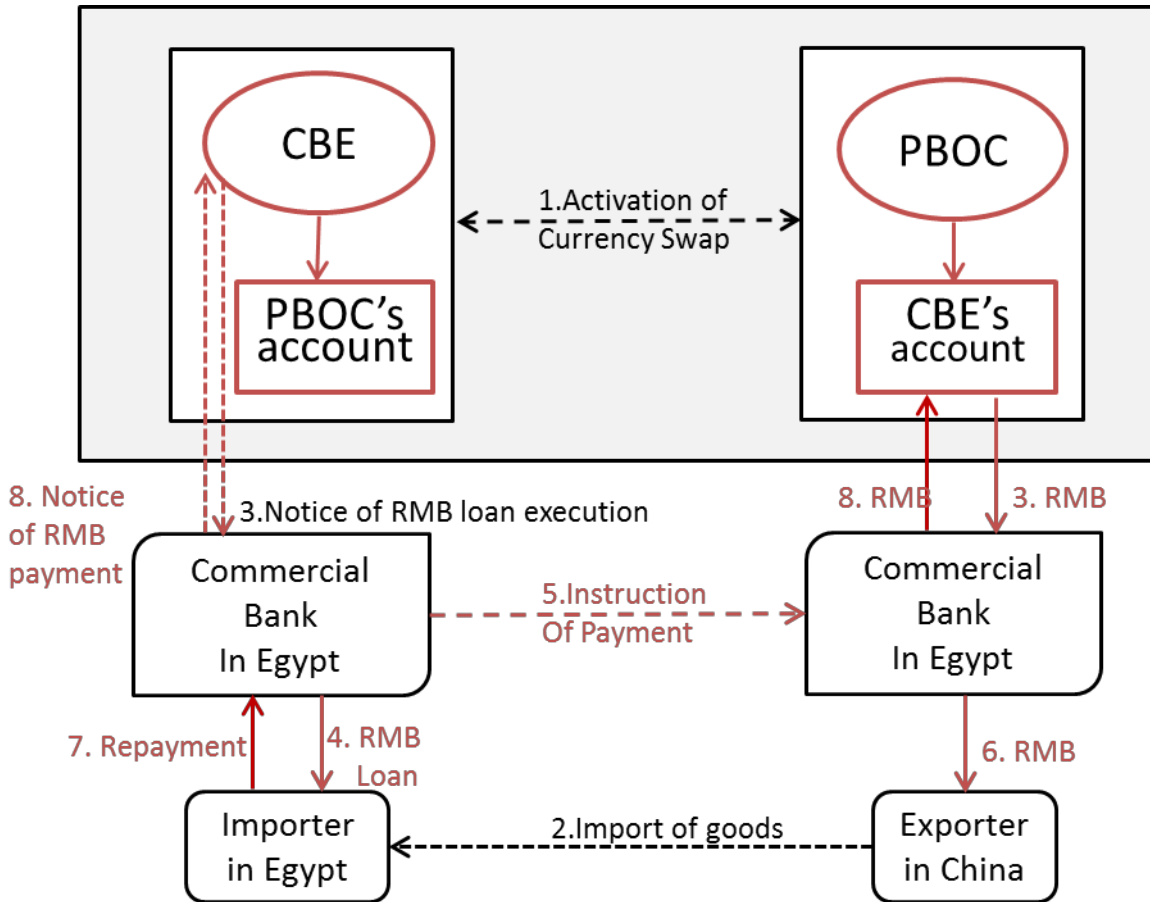 CBE
PBOC
1.Activation of
Currency Swap
PBOC's
account
CBE's
account
8. Notice
of RMB
payment
3.Notice of RMB loan execution
8. RMB
3. RMB
Commercial
Bank
In Egypt
5.Instruction
Of Payment
Commercial
Bank
In Egypt
7. Repayment
4. RMB
Loan
6. RMB
Importer
in Egypt
2.Import of goods
Exporter
in China